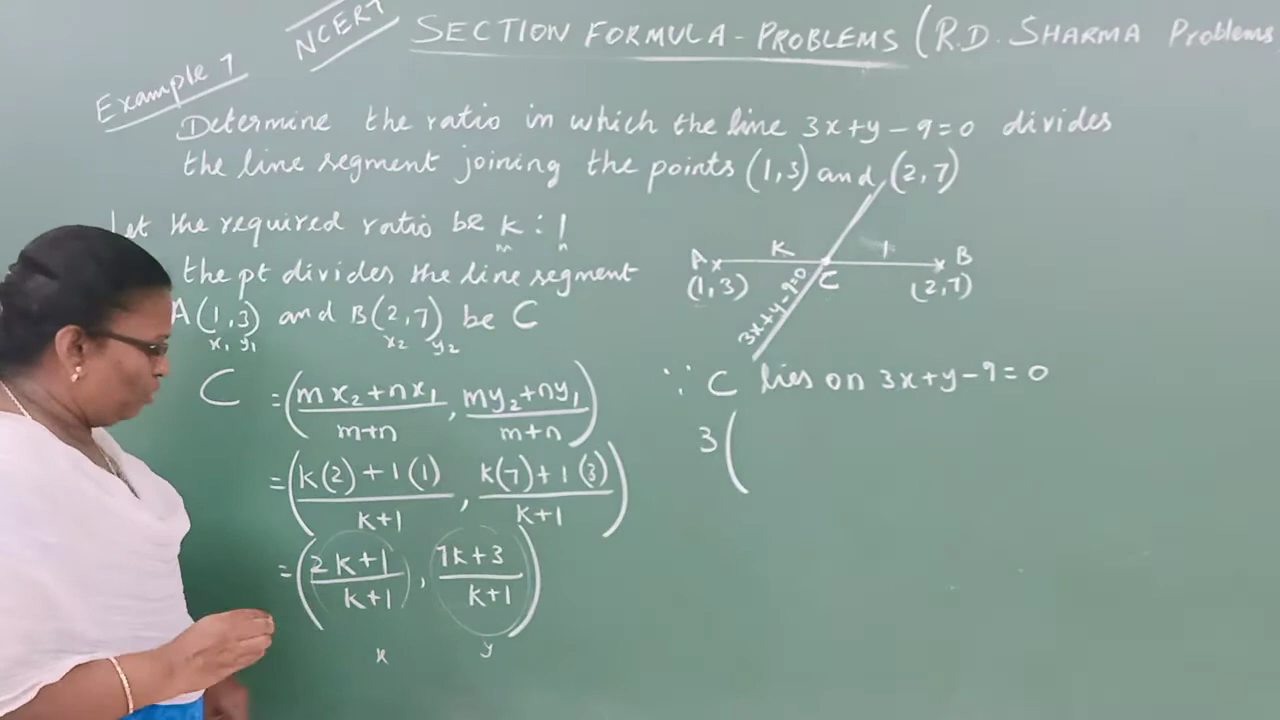 Example 7
NCERT
SECTION FORMULA - PROBLEMS (R.D. SHARMA Problems
Determine the ratio in which the line 3x+y-9=0 divides
the line segment joining the points (1,3) and (2,7)
Let the required ratio be k : 1
m n
the pt divides the line segment
A(1,3) and B(2,7) be C
x₁ y₁ x₂ y₂
C = (mx₂+nx₁/m+n, my₂+ny₁/m+n)
= (k(2)+1(1)/k+1, k(7)+1(3)/k+1)
= (2k+1/k+1, 7k+3/k+1)
x y
A K 1 B
(1,3) C (2,7)
3x+y-9=0
∵ C lies on 3x+y-9=0
3(